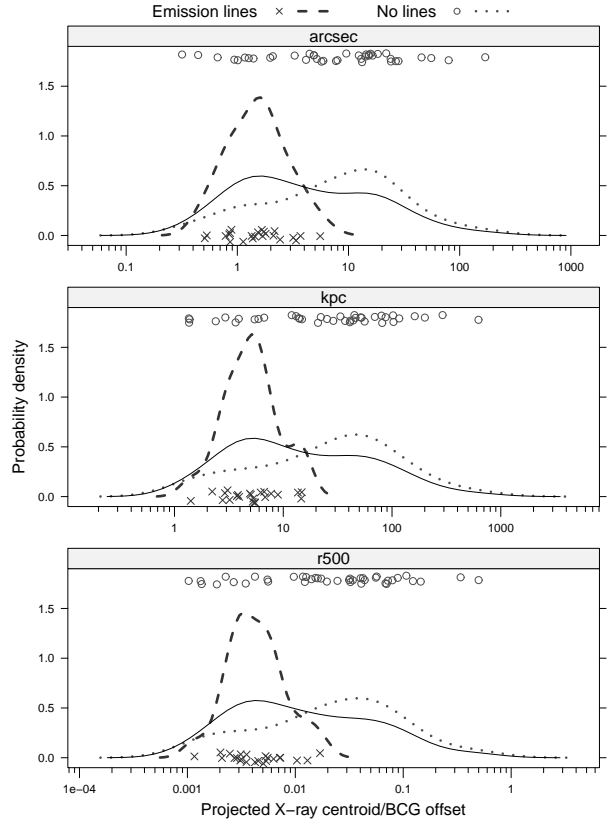 Emission lines No lines
arcsec
1.5
1.0
0.5
0.0
0.1 1 10 100 1000
kpc
1.5
1.0
0.5
0.0
1 10 100 1000
r500
1.5
1.0
0.5
0.0
1e−04 0.001 0.01 0.1 1
Probability density
Projected X−ray centroid/BCG offset